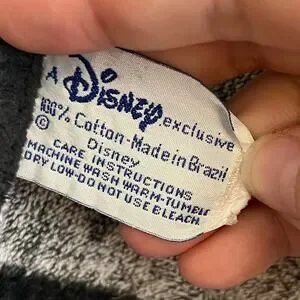 A Disney exclusive
100% Cotton-Made in Brazil
© Disney
CARE INSTRUCTIONS
MACHINE WASH WARM-TUMBLE
DRY LOW-DO NOT USE BLEACH.